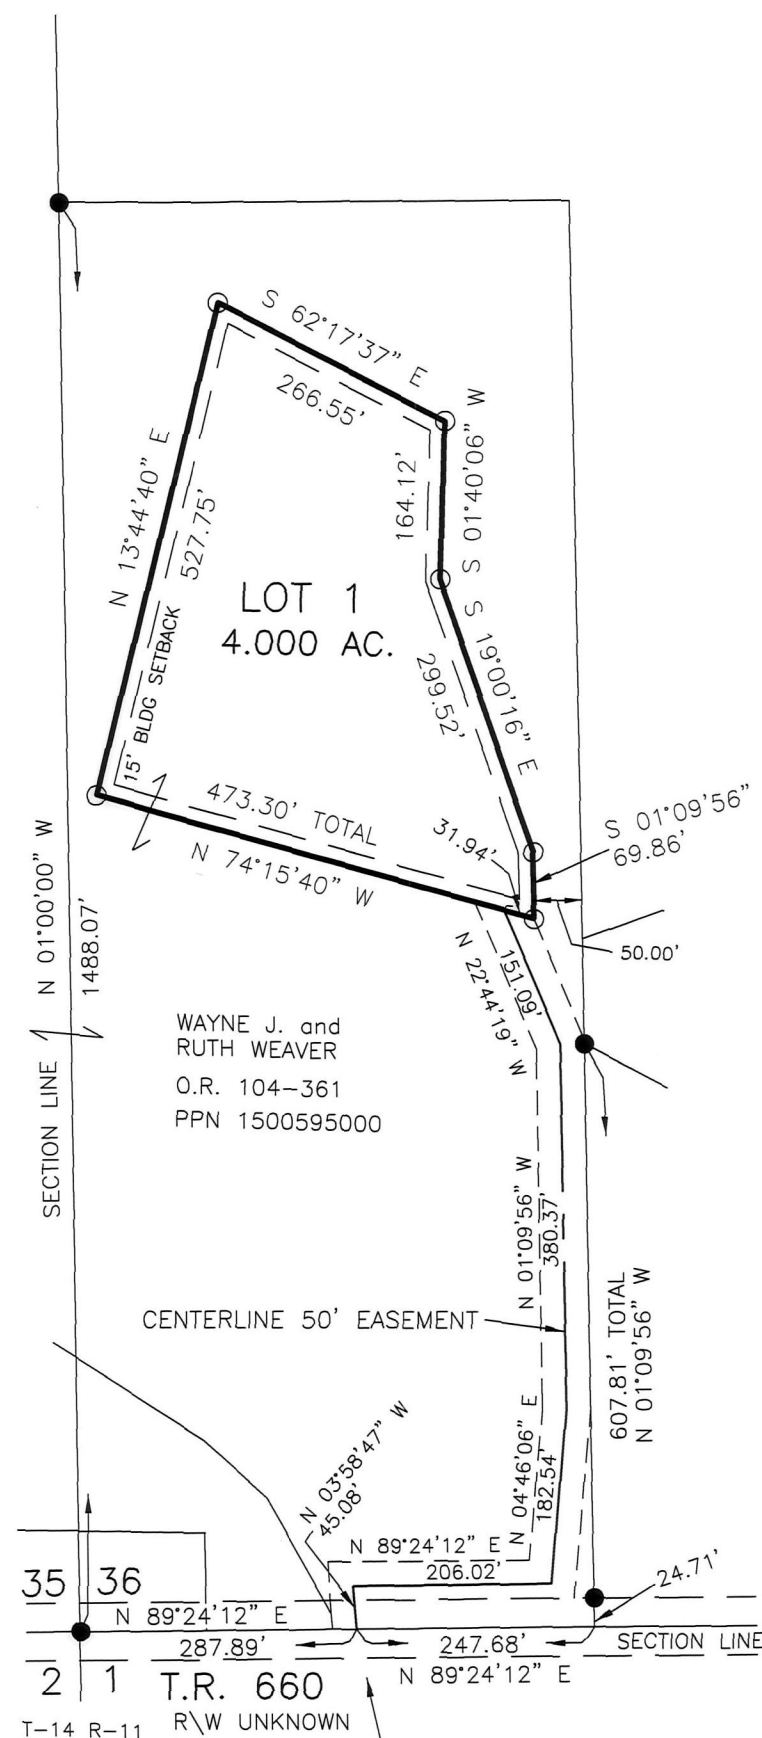 S 62°17'37" E
266.55'
N 13°44'40" E
527.75'
15' BLDG SETBACK
LOT 1
4.000 AC.
164.12'
S 01°40'06" W
S 19°00'16" E
299.52'
473.30' TOTAL
N 74°15'40" W
31.94'
S 01°09'56"
69.86'
50.00'
N 01°00'00" W
1488.07'
SECTION LINE
151.09'
N 22°44'19" W
WAYNE J. and
RUTH WEAVER
O.R. 104-361
PPN 1500595000
N 01°09'56" W
380.37'
CENTERLINE 50' EASEMENT
607.81' TOTAL
N 01°09'56" W
N 03°58'47" W
45.08'
N 04°46'06" E
182.54'
N 89°24'12" E
206.02'
24.71'
35 36
N 89°24'12" E
287.89'
247.68'
SECTION LINE
N 89°24'12" E
2 1
T.R. 660
R\W UNKNOWN
T-14 R-11